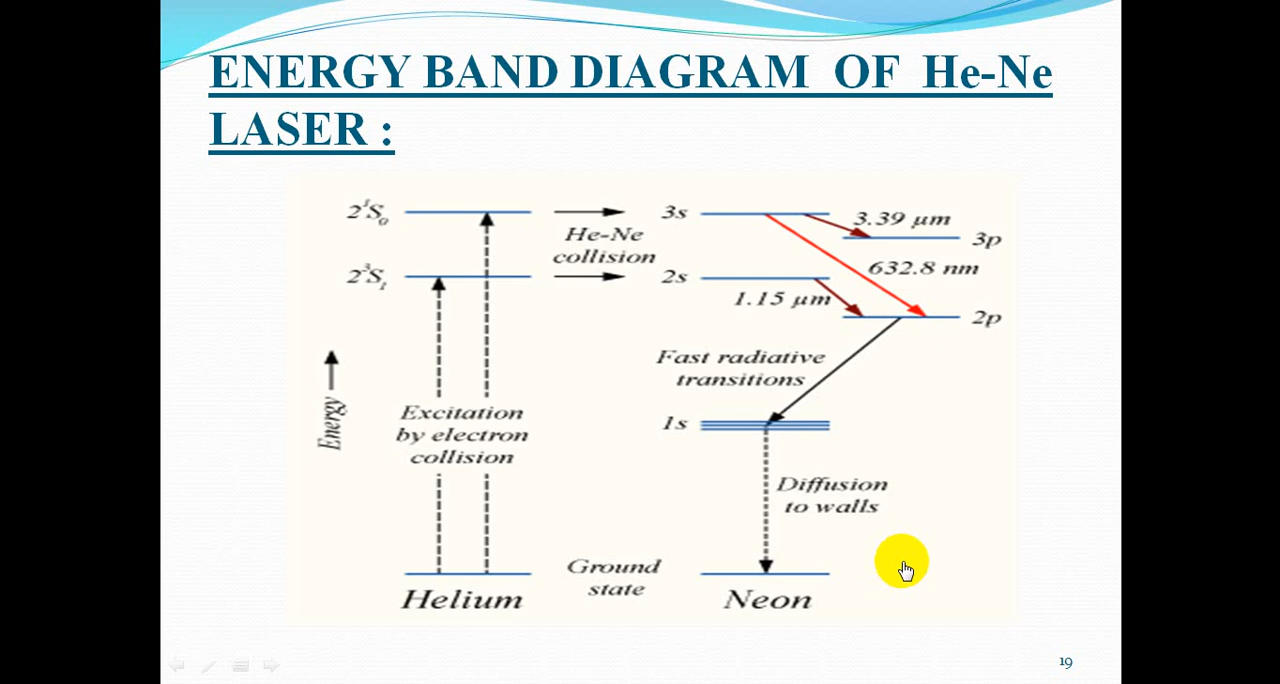 ENERGY BAND DIAGRAM OF He-Ne
LASER :
2¹S₀
3s
3.39 µm
3p
He-Ne
collision
632.8 nm
2³S₁
2s
1.15 µm
2p
Fast radiative
transitions
Energy
Excitation
by electron
collision
1s
Diffusion
to walls
Ground
state
Helium
Neon
19